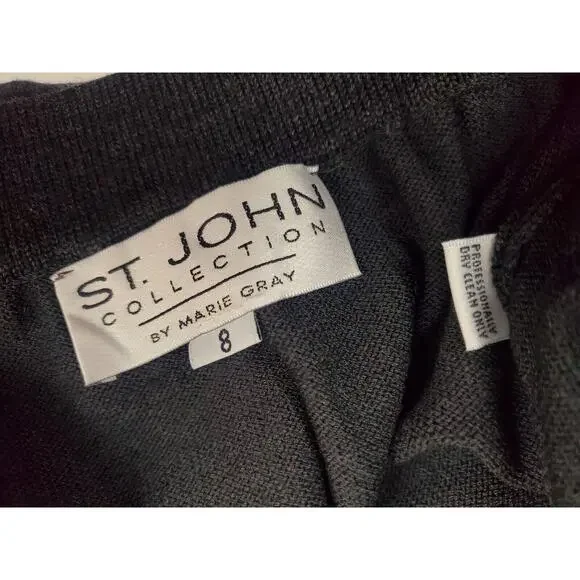 ST. JOHN
COLLECTION
BY MARIE GRAY
8
PROFESSIONALLY
DRY CLEAN ONLY